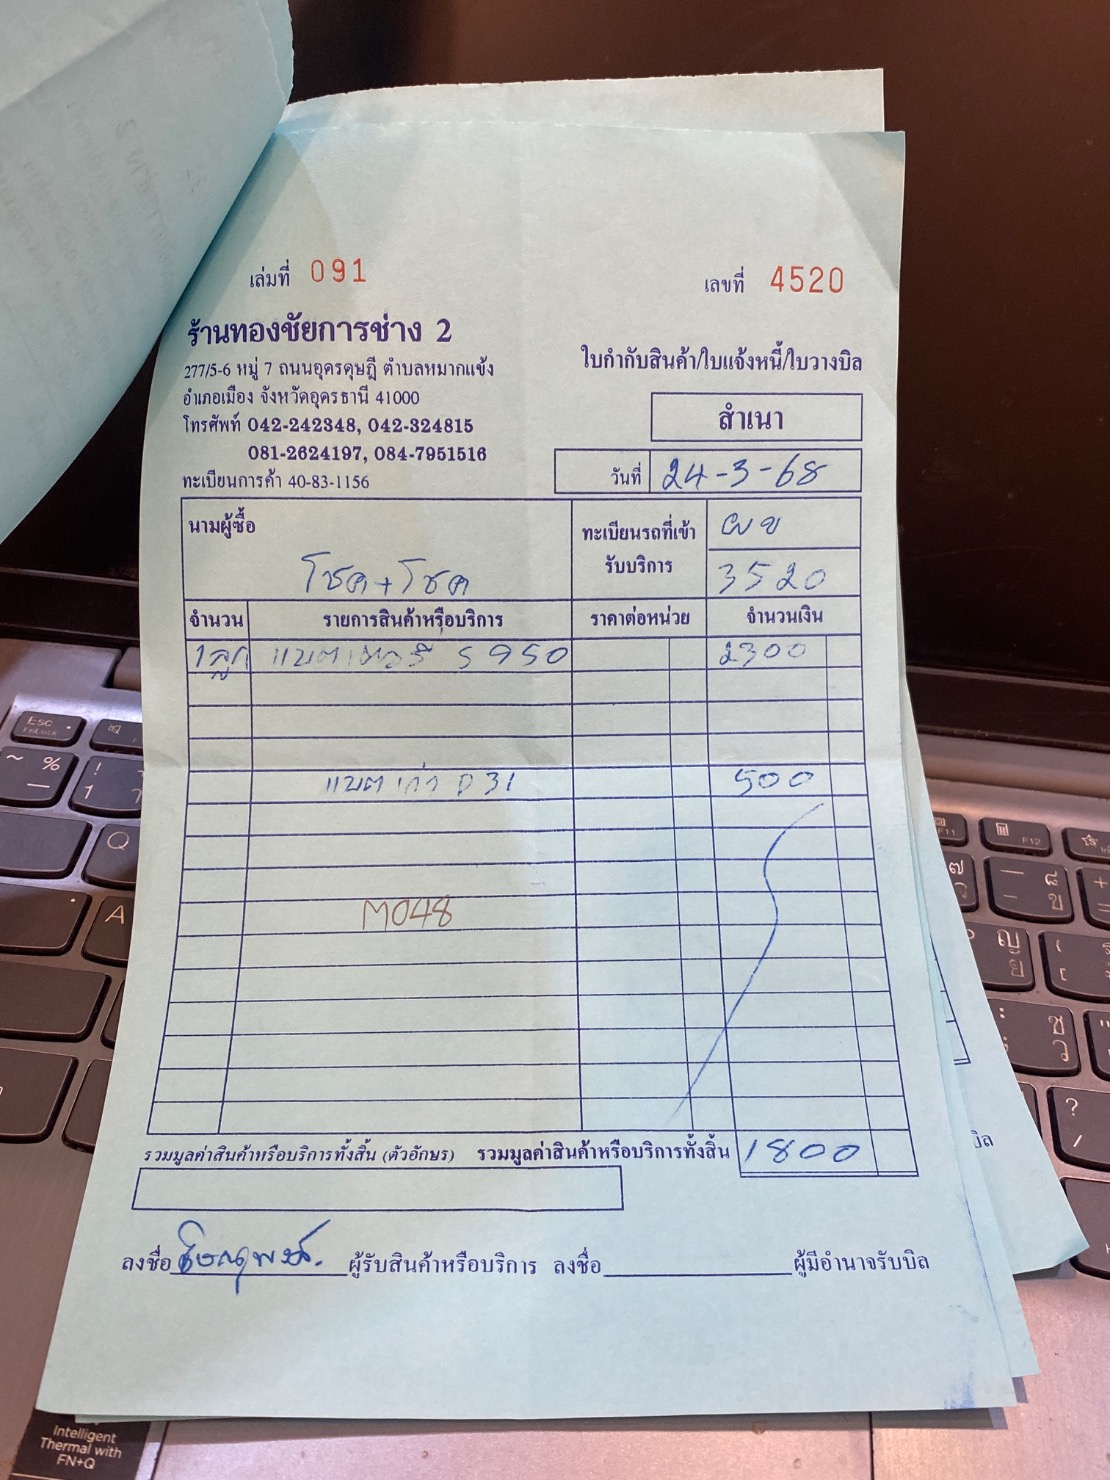 เล่มที่ 091
เลขที่ 4520
ร้านทองชัยการช่าง 2
277/5-6 หมู่ 7 ถนนอุดรดุษฎี ตำบลหมากแข้ง
อำเภอเมือง จังหวัดอุดรธานี 41000
โทรศัพท์ 042-242348, 042-324815
081-2624197, 084-7951516
ทะเบียนการค้า 40-83-1156
ใบกำกับสินค้า/ใบแจ้งหนี้/ใบวางบิล
สำเนา
วันที่ 24-3-68
นามผู้ซื้อ
โชค+โชค
ทะเบียนรถที่เข้า
รับบริการ
ผข
3520
จำนวน รายการสินค้าหรือบริการ ราคาต่อหน่วย จำนวนเงิน
1ลูก แบตเตอรี่ S 950 2300
แบตเก่า D31 500
M048
รวมมูลค่าสินค้าหรือบริการทั้งสิ้น (ตัวอักษร) รวมมูลค่าสินค้าหรือบริการทั้งสิ้น 1800
ลงชื่อ ผู้รับสินค้าหรือบริการ ลงชื่อ ผู้มีอำนาจรับบิล
บิล
Esc
FnLock
Q
A
F11
F12
Intelligent
Thermal with
FN+Q